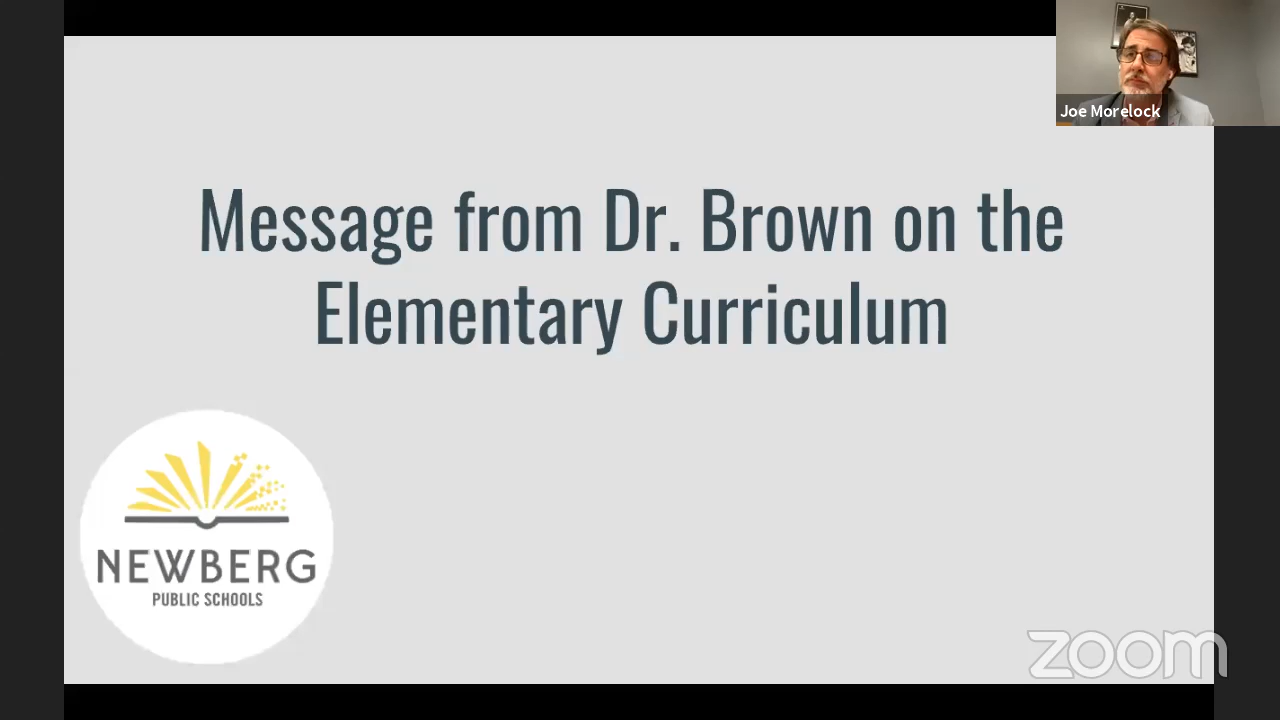 Joe Morelock
Message from Dr. Brown on the
Elementary Curriculum
NEWBERG
PUBLIC SCHOOLS
zoom